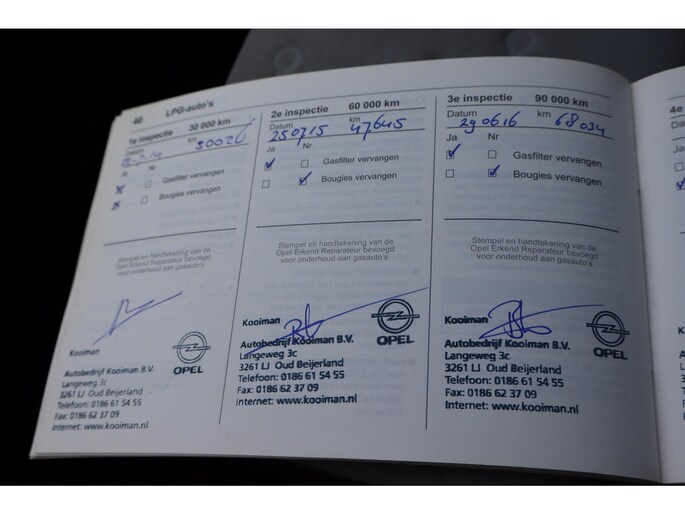 40 LPG-auto's
1e inspectie 30 000 km
Datum km
30026
Ja Nr
Gasfilter vervangen
Bougies vervangen
Stempel en handtekening van de
Opel Erkend Reparateur bevoegd
voor onderhoud aan gasauto's
Kooiman
OPEL
Autobedrijf Kooiman B.V.
Langeweg 3c
3261 LJ Oud Beijerland
Telefoon: 0186 61 54 55
Fax: 0186 62 37 09
Internet: www.kooiman.nl
2e inspectie 60 000 km
Datum km
250715 47645
Ja Nr
Gasfilter vervangen
Bougies vervangen
Stempel en handtekening van de
Opel Erkend Reparateur bevoegd
voor onderhoud aan gasauto's
Kooiman
OPEL
Autobedrijf Kooiman B.V.
Langeweg 3c
3261 LJ Oud Beijerland
Telefoon: 0186 61 54 55
Fax: 0186 62 37 09
Internet: www.kooiman.nl
3e inspectie 90 000 km
Datum km
290616 68034
Ja Nr
Gasfilter vervangen
Bougies vervangen
Stempel en handtekening van de
Opel Erkend Reparateur bevoegd
voor onderhoud aan gasauto's
Kooiman
OPEL
Autobedrijf Kooiman B.V.
Langeweg 3c
3261 LJ Oud Beijerland
Telefoon: 0186 61 54 55
Fax: 0186 62 37 09
Internet: www.kooiman.nl
4e
Datum
Ja